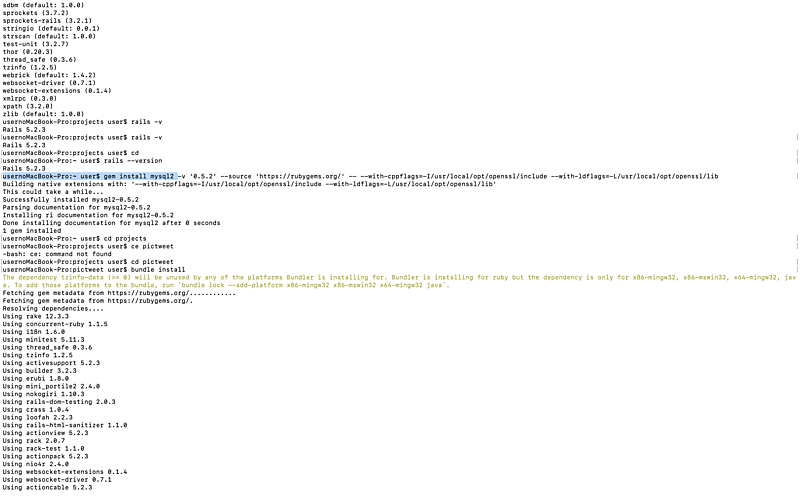 sdbm (default: 1.0.0)
sprockets (3.7.2)
sprockets-rails (3.2.1)
stringio (default: 0.0.1)
strscan (default: 1.0.0)
test-unit (3.2.7)
thor (0.20.3)
thread_safe (0.3.6)
tzinfo (1.2.5)
webrick (default: 1.4.2)
websocket-driver (0.7.1)
websocket-extensions (0.1.4)
xmlrpc (0.3.0)
xpath (3.2.0)
zlib (default: 1.0.0)
usernoMacBook-Pro:projects user$ rails -v
Rails 5.2.3
usernoMacBook-Pro:projects user$ rails -v
Rails 5.2.3
usernoMacBook-Pro:projects user$ cd
usernoMacBook-Pro:~ user$ rails --version
Rails 5.2.3
usernoMacBook-Pro:~ user$ gem install mysql2 -v '0.5.2' --source 'https://rubygems.org/' -- --with-cppflags=-I/usr/local/opt/openssl/include --with-ldflags=-L/usr/local/opt/openssl/lib
Building native extensions with: '--with-cppflags=-I/usr/local/opt/openssl/include --with-ldflags=-L/usr/local/opt/openssl/lib'
This could take a while...
Successfully installed mysql2-0.5.2
Parsing documentation for mysql2-0.5.2
Installing ri documentation for mysql2-0.5.2
Done installing documentation for mysql2 after 0 seconds
1 gem installed
usernoMacBook-Pro:~ user$ cd projects
usernoMacBook-Pro:projects user$ ce pictweet
-bash: ce: command not found
usernoMacBook-Pro:projects user$ cd pictweet
usernoMacBook-Pro:pictweet user$ bundle install
The dependency tzinfo-data (>= 0) will be unused by any of the platforms Bundler is installing for. Bundler is installing for ruby but the dependency is only for x86-mingw32, x86-mswin32, x64-mingw32, jav
a. To add those platforms to the bundle, run `bundle lock --add-platform x86-mingw32 x86-mswin32 x64-mingw32 java`.
Fetching gem metadata from https://rubygems.org/............
Fetching gem metadata from https://rubygems.org/.
Resolving dependencies....
Using rake 12.3.3
Using concurrent-ruby 1.1.5
Using i18n 1.6.0
Using minitest 5.11.3
Using thread_safe 0.3.6
Using tzinfo 1.2.5
Using activesupport 5.2.3
Using builder 3.2.3
Using erubi 1.8.0
Using mini_portile2 2.4.0
Using nokogiri 1.10.3
Using rails-dom-testing 2.0.3
Using crass 1.0.4
Using loofah 2.2.3
Using rails-html-sanitizer 1.1.0
Using actionview 5.2.3
Using rack 2.0.7
Using rack-test 1.1.0
Using actionpack 5.2.3
Using nio4r 2.4.0
Using websocket-extensions 0.1.4
Using websocket-driver 0.7.1
Using actioncable 5.2.3